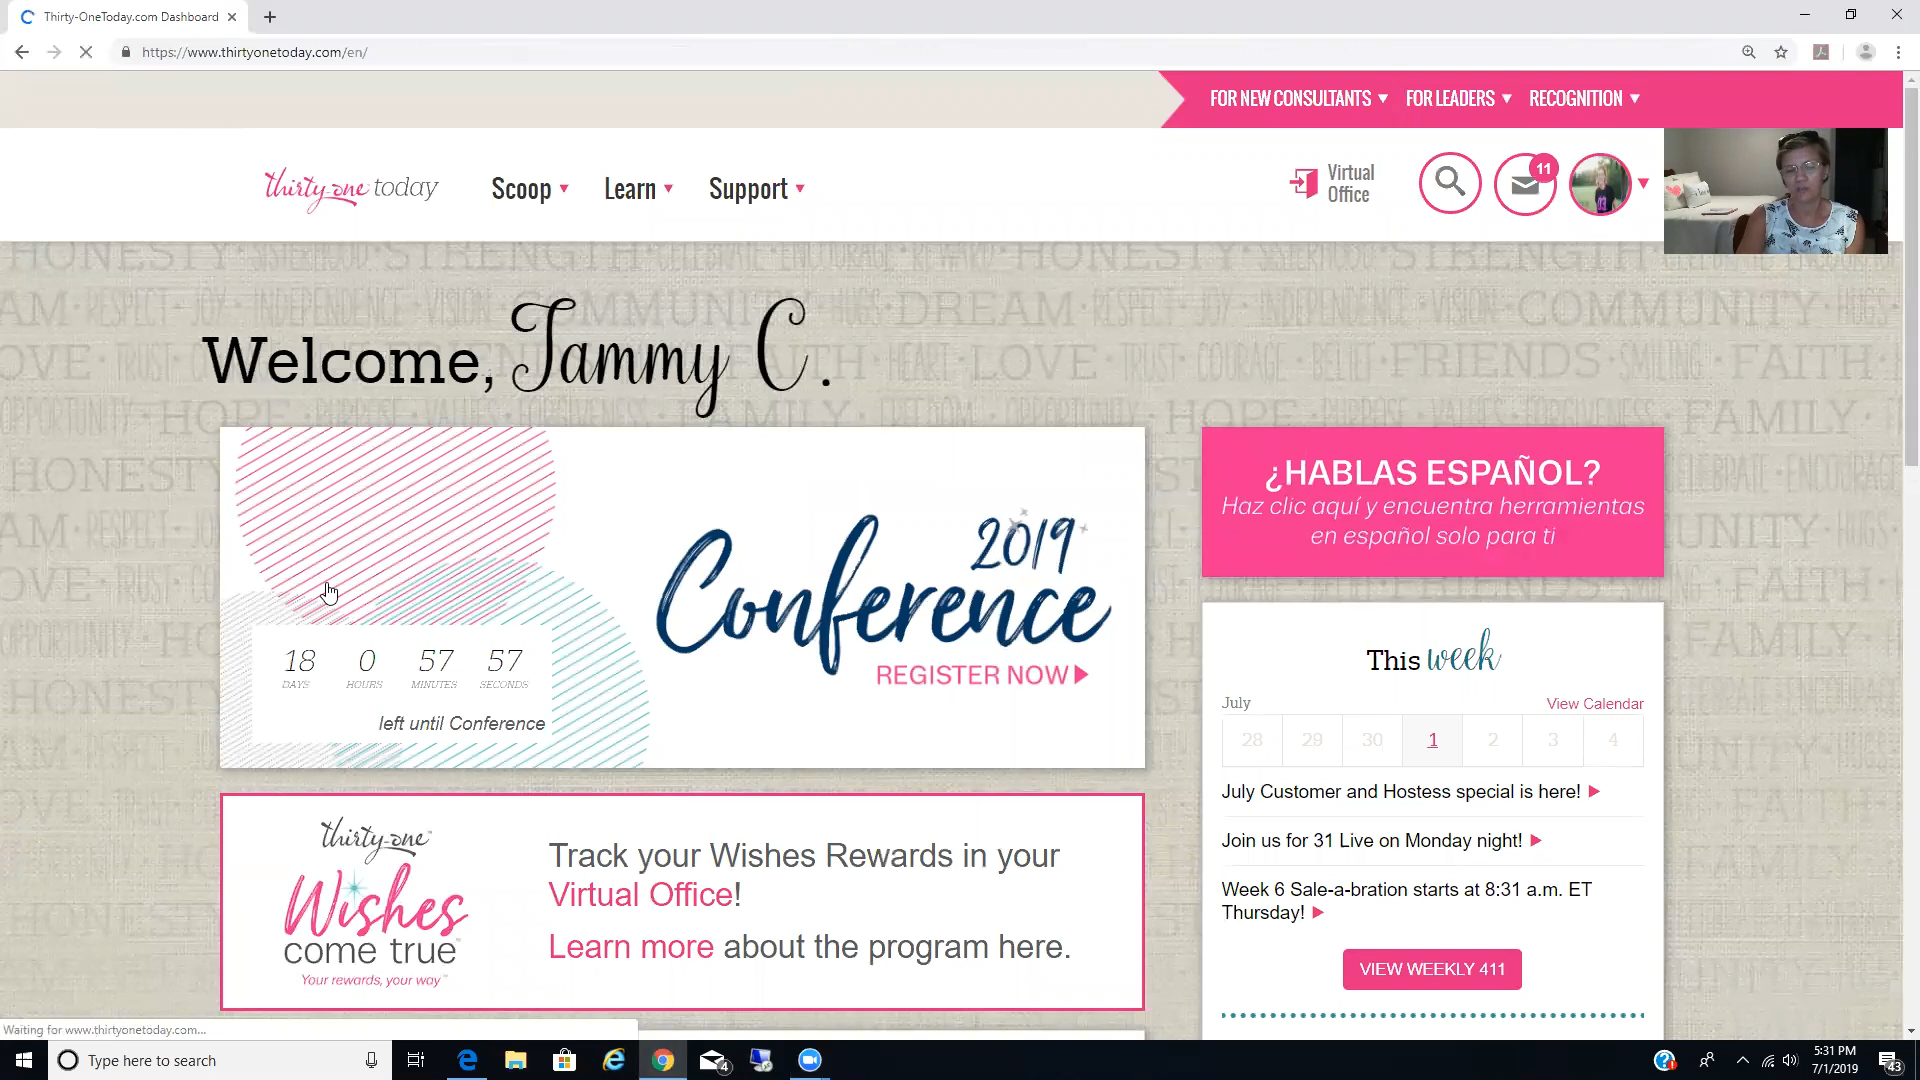 Thirty-OneToday.com Dashboard
https://www.thirtyonetoday.com/en/
FOR NEW CONSULTANTS ▼ FOR LEADERS ▼ RECOGNITION ▼
thirty-one today
Scoop ▼ Learn ▼ Support ▼
Virtual
Office
11
Welcome, Tammy C.
2019
Conference
REGISTER NOW
18 0 57 57
DAYS HOURS MINUTES SECONDS
left until Conference
¿HABLAS ESPAÑOL?
Haz clic aquí y encuentra herramientas
en español solo para ti
This week
July View Calendar
28 29 30 1 2 3 4
July Customer and Hostess special is here!
Join us for 31 Live on Monday night!
Week 6 Sale-a-bration starts at 8:31 a.m. ET
Thursday!
VIEW WEEKLY 411
thirty-one™
Wishes
come true™
Your rewards, your way™
Track your Wishes Rewards in your
Virtual Office!
Learn more about the program here.
Waiting for www.thirtyonetoday.com...
Type here to search
4
5:31 PM
7/1/2019
43